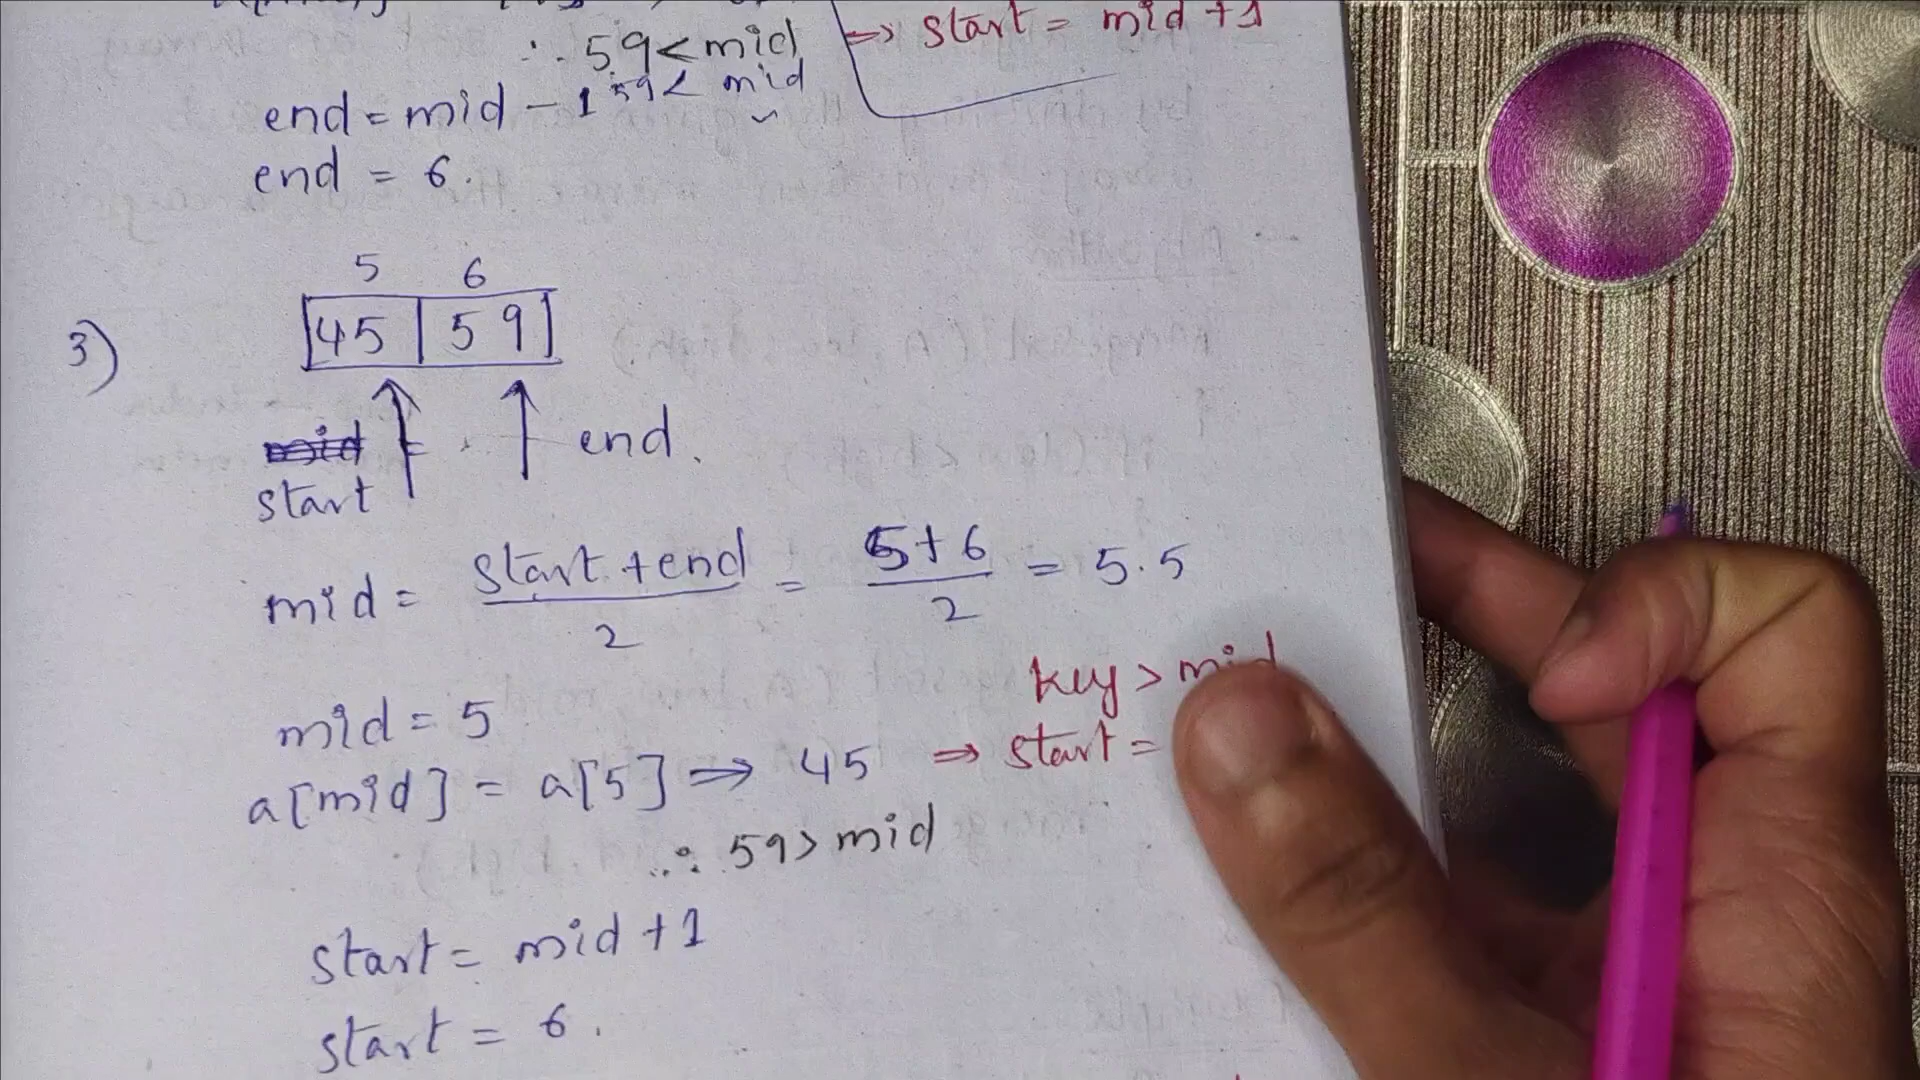 ∴ 59 < mid
⇒ start = mid + 1
end = mid - 1 59 < mid
end = 6.
5 6
3) 45 | 59
mid
start end.
mid = start + end / 2 = 5 + 6 / 2 = 5.5
mid = 5
key > mid
a[mid] = a[5] ⇒ 45 ⇒ start =
∴ 59 > mid
start = mid + 1
start = 6.